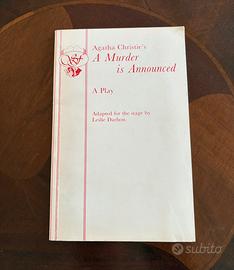 Agatha Christie's
A Murder
is Announced
A Play
Adapted for the stage by
Leslie Darbon
subito